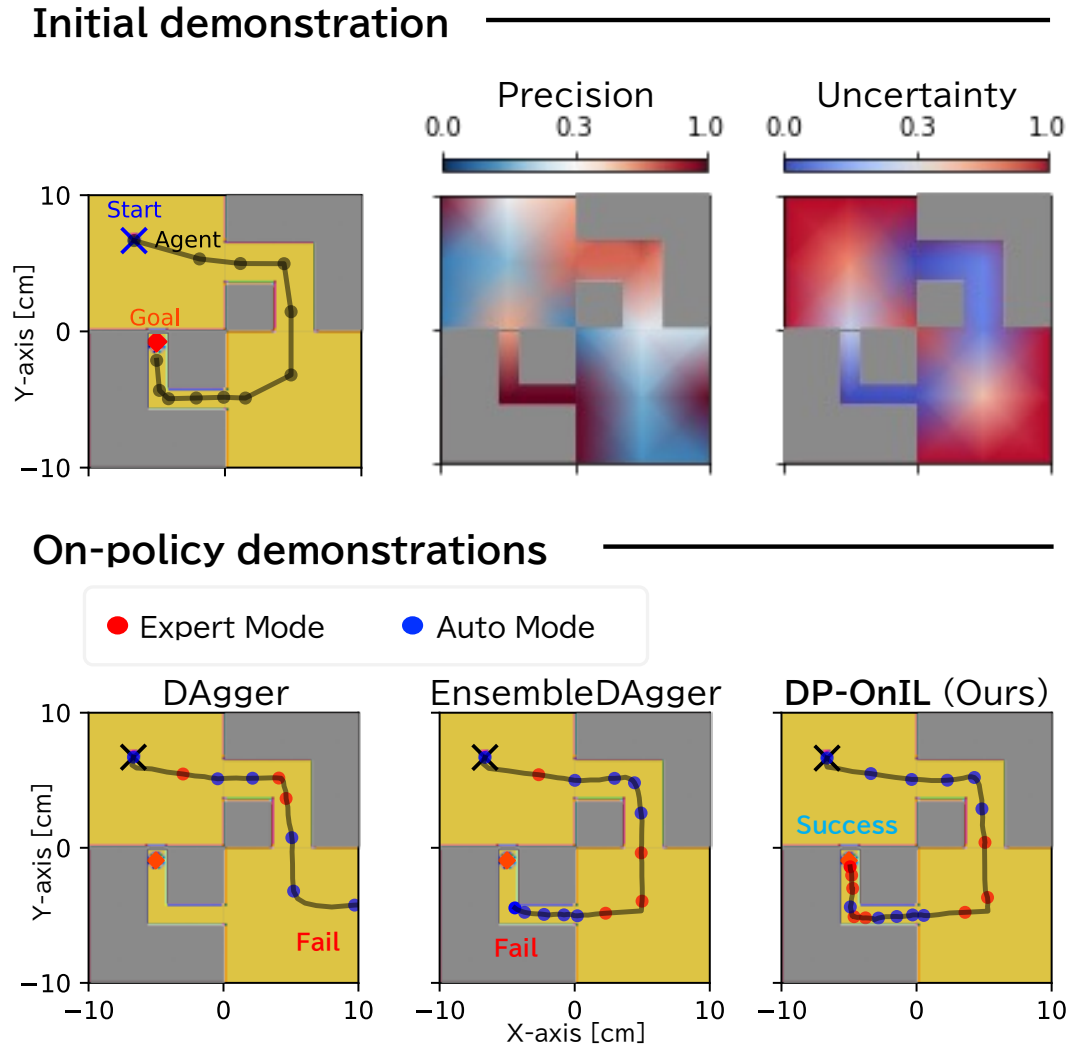 Initial demonstration
Precision
0.0 0.3 1.0
Uncertainty
0.0 0.3 1.0
10
0
−10
Y-axis [cm]
Start
Agent
Goal
On-policy demonstrations
Expert Mode
Auto Mode
DAgger
EnsembleDAgger
DP-OnIL (Ours)
10
0
−10
Y-axis [cm]
Fail
Fail
Success
−10 0 10
−10 0 10
−10 0 10
X-axis [cm]